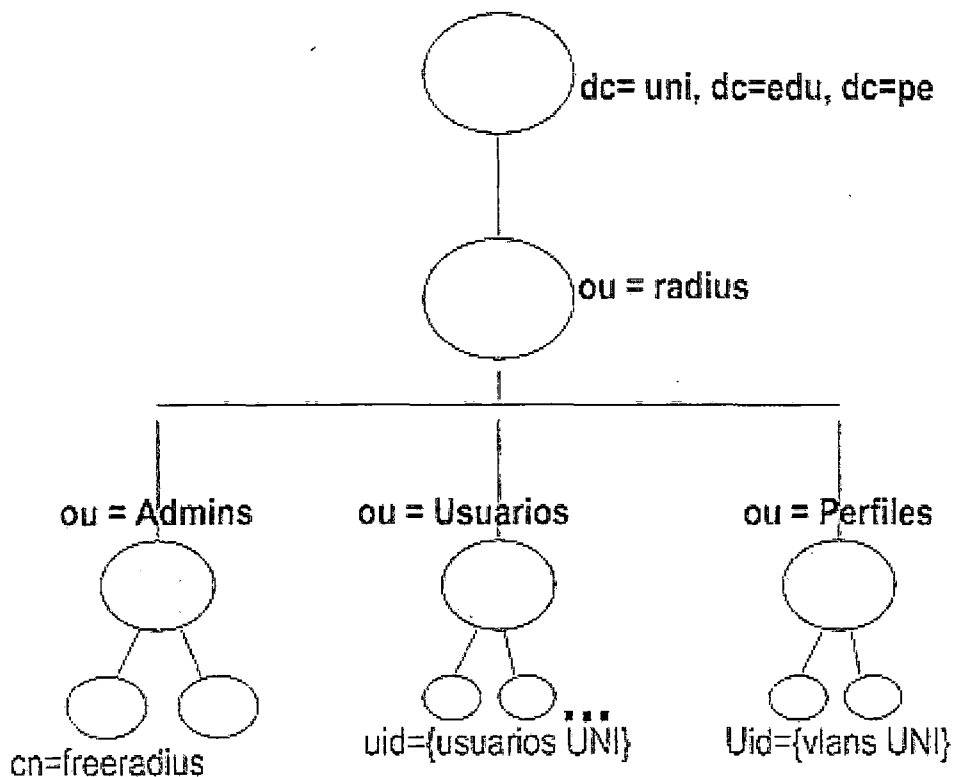 dc= uni, dc=edu, dc=pe
ou = radius
ou = Admins
ou = Usuarios
ou = Perfiles
...
cn=freeradius
uid={usuarios UNI}
Uid={vlans UNI}